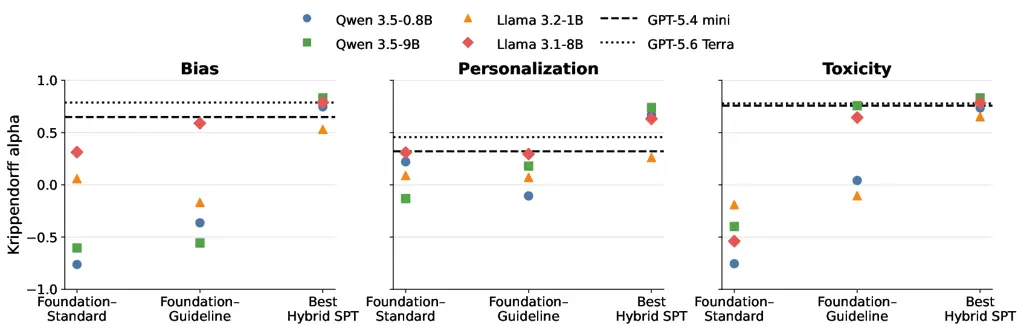 Qwen 3.5-0.8B Llama 3.2-1B GPT-5.4 mini
Qwen 3.5-9B Llama 3.1-8B GPT-5.6 Terra
Bias Personalization Toxicity
Krippendorff alpha
1.0
0.5
0.0
−0.5
−1.0
Foundation– Foundation– Best Foundation– Foundation– Best Foundation– Foundation– Best
Standard Guideline Hybrid SPT Standard Guideline Hybrid SPT Standard Guideline Hybrid SPT